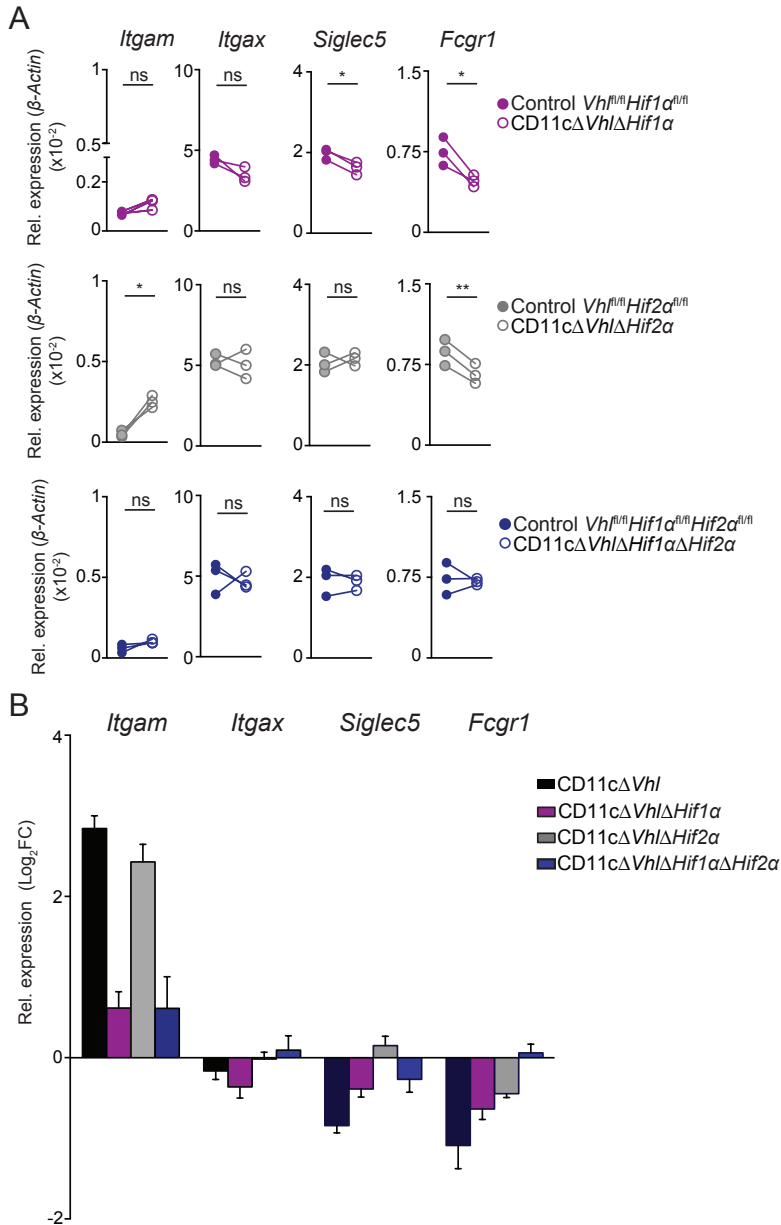 A
Itgam Itgax Siglec5 Fcgr1
Rel. expression (β-Actin)
(x10⁻²)
1 0.5 0.2 0
ns
10 5 0
ns
4 2 0
*
1.5 0.75 0
*
Control Vhlfl/flHif1αfl/fl
CD11cΔVhlΔHif1α
Rel. expression (β-Actin)
(x10⁻²)
1 0.5 0
*
10 5 0
ns
4 2 0
ns
1.5 0.75 0
**
Control Vhlfl/flHif2αfl/fl
CD11cΔVhlΔHif2α
Rel. expression (β-Actin)
(x10⁻²)
1 0.5 0
ns
10 5 0
ns
4 2 0
ns
1.5 0.75 0
ns
Control Vhlfl/flHif1αfl/flHif2αfl/fl
CD11cΔVhlΔHif1αΔHif2α
B
Itgam Itgax Siglec5 Fcgr1
Rel. expression (Log₂FC)
4
2
0
-2
CD11cΔVhl
CD11cΔVhlΔHif1α
CD11cΔVhlΔHif2α
CD11cΔVhlΔHif1αΔHif2α